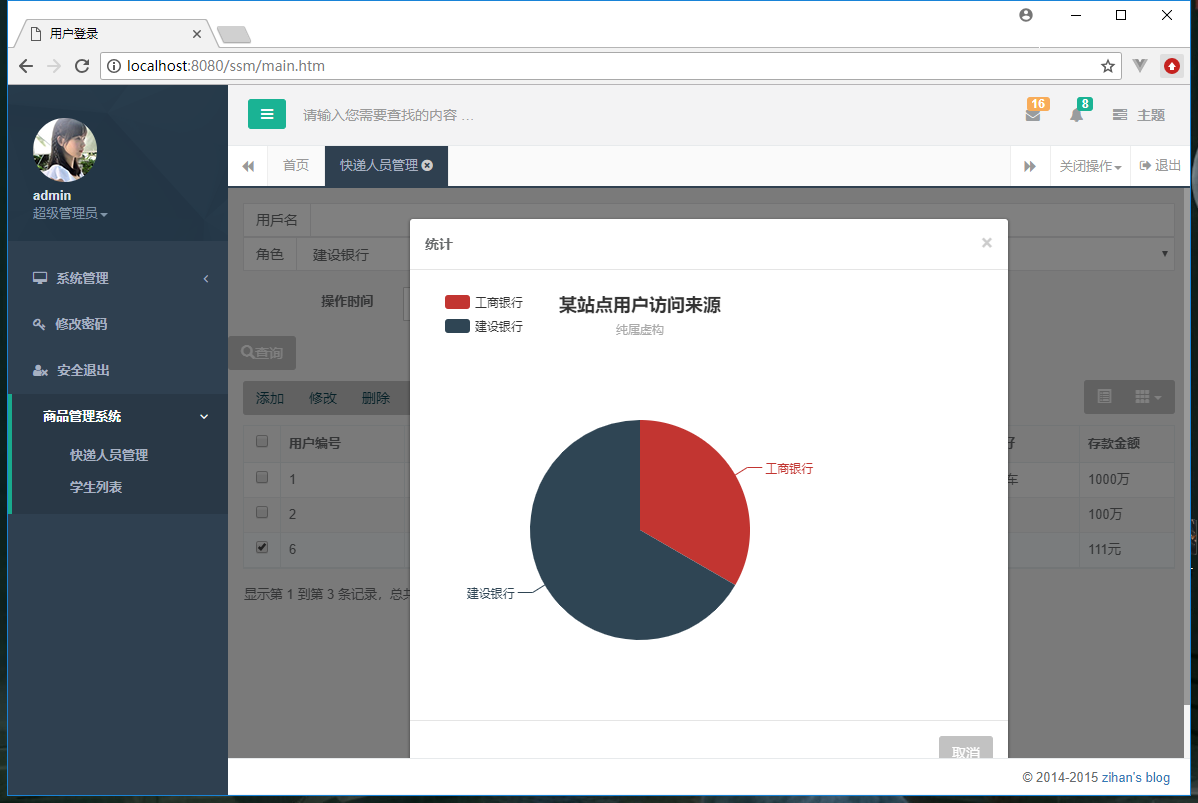 用户登录
localhost:8080/ssm/main.htm
admin
超级管理员
系统管理
修改密码
安全退出
商品管理系统
快递人员管理
学生列表
请输入您需要查找的内容 …
16
8
主题
首页
快递人员管理
关闭操作
退出
用戶名
角色
建设银行
操作时间
查询
添加
修改
删除
用户编号
存款金额
1
车
1000万
2
100万
6
111元
显示第 1 到第 3 条记录，总
统计
×
工商银行
建设银行
某站点用户访问来源
纯属虚构
工商银行
建设银行
取消
© 2014-2015 zihan's blog